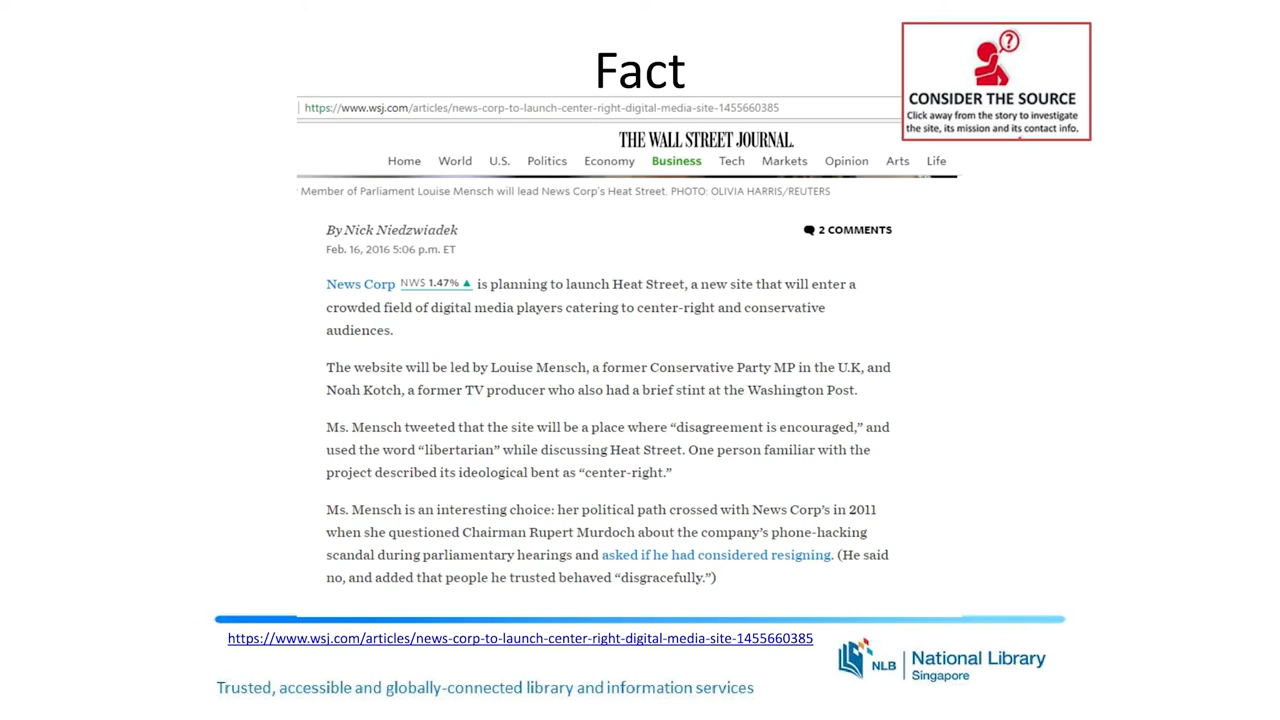 Fact
CONSIDER THE SOURCE
Click away from the story to investigate
the site, its mission and its contact info.
https://www.wsj.com/articles/news-corp-to-launch-center-right-digital-media-site-1455660385
THE WALL STREET JOURNAL.
Home World U.S. Politics Economy Business Tech Markets Opinion Arts Life
Member of Parliament Louise Mensch will lead News Corp's Heat Street. PHOTO: OLIVIA HARRIS/REUTERS
By Nick Niedzwiadek
2 COMMENTS
Feb. 16, 2016 5:06 p.m. ET
News Corp NWS 1.47% ▲ is planning to launch Heat Street, a new site that will enter a
crowded field of digital media players catering to center-right and conservative
audiences.
The website will be led by Louise Mensch, a former Conservative Party MP in the U.K, and
Noah Kotch, a former TV producer who also had a brief stint at the Washington Post.
Ms. Mensch tweeted that the site will be a place where “disagreement is encouraged,” and
used the word “libertarian” while discussing Heat Street. One person familiar with the
project described its ideological bent as “center-right.”
Ms. Mensch is an interesting choice: her political path crossed with News Corp’s in 2011
when she questioned Chairman Rupert Murdoch about the company’s phone-hacking
scandal during parliamentary hearings and asked if he had considered resigning. (He said
no, and added that people he trusted behaved “disgracefully.”)
https://www.wsj.com/articles/news-corp-to-launch-center-right-digital-media-site-1455660385
NLB National Library
Singapore
Trusted, accessible and globally-connected library and information services